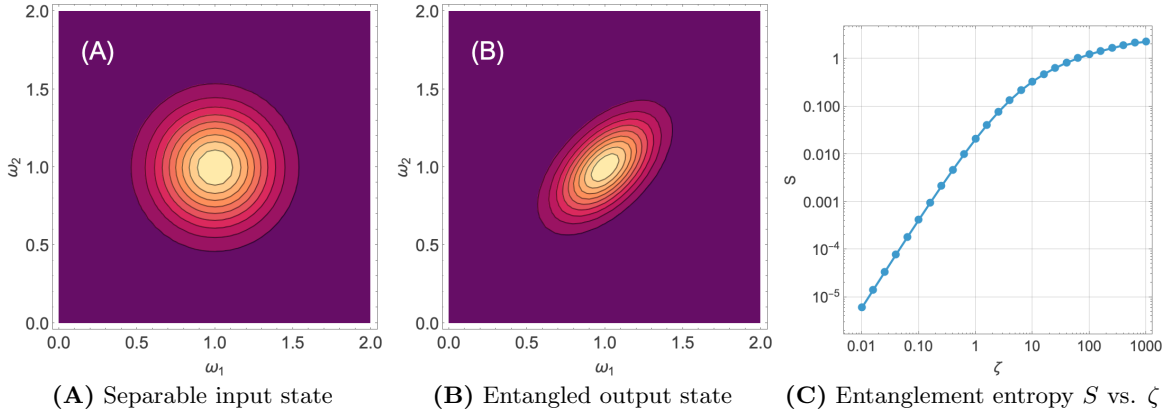 (A)
2.0
1.5
1.0
0.5
0.0
ω₂
0.0 0.5 1.0 1.5 2.0
ω₁
(B)
2.0
1.5
1.0
0.5
0.0
ω₂
0.0 0.5 1.0 1.5 2.0
ω₁
1
0.100
0.010
0.001
10⁻⁴
10⁻⁵
S
0.01 0.10 1 10 100 1000
ζ
(A) Separable input state
(B) Entangled output state
(C) Entanglement entropy S vs. ζ